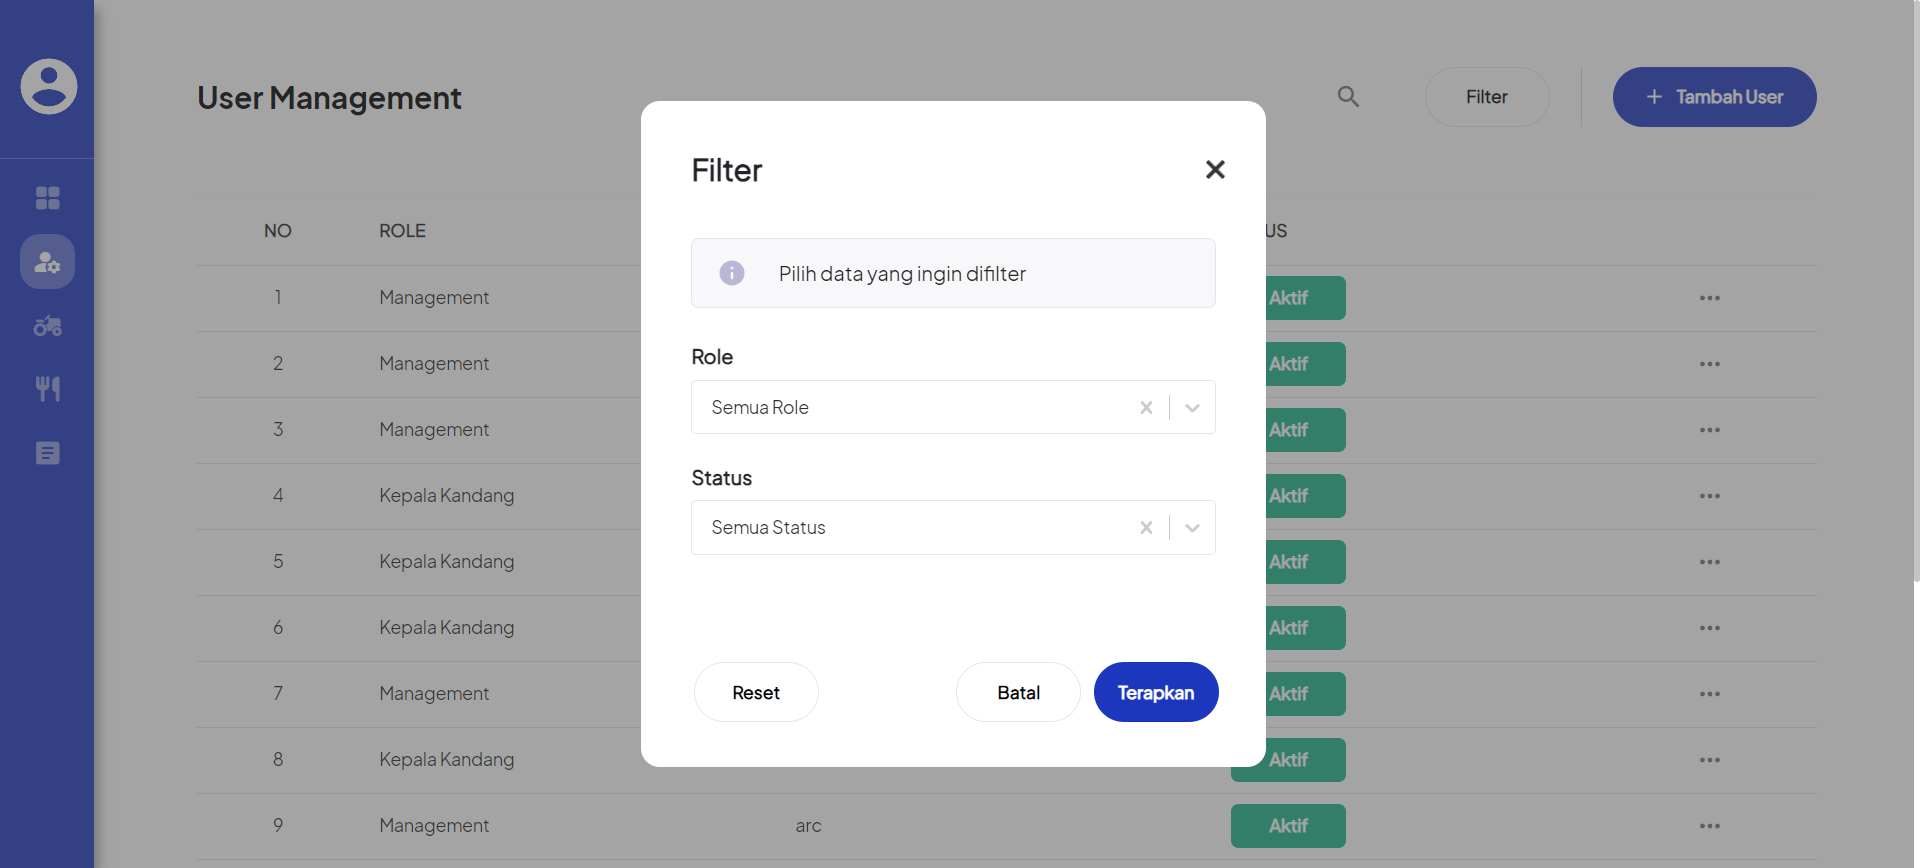 User Management
Filter
+ Tambah User
NO ROLE US
1 Management Aktif
2 Management Aktif
3 Management Aktif
4 Kepala Kandang Aktif
5 Kepala Kandang Aktif
6 Kepala Kandang Aktif
7 Management Aktif
8 Kepala Kandang Aktif
9 Management arc Aktif
Filter
Pilih data yang ingin difilter
Role
Semua Role
Status
Semua Status
Reset
Batal
Terapkan